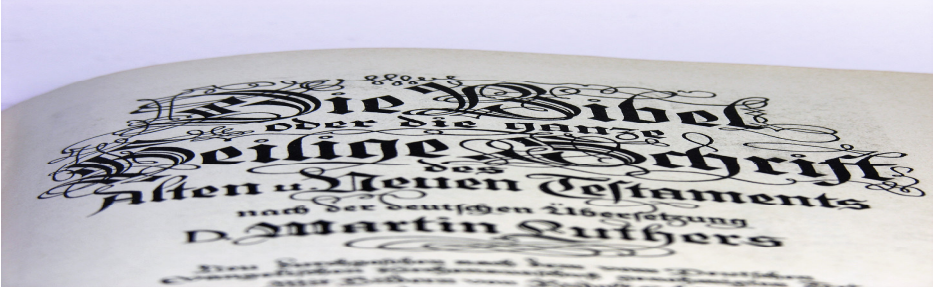 Die Bibel
oder die ganze
Heilige Schrift
des
Alten u. Neuen Testaments
nach der deutschen Übersetzung
D. Martin Luthers